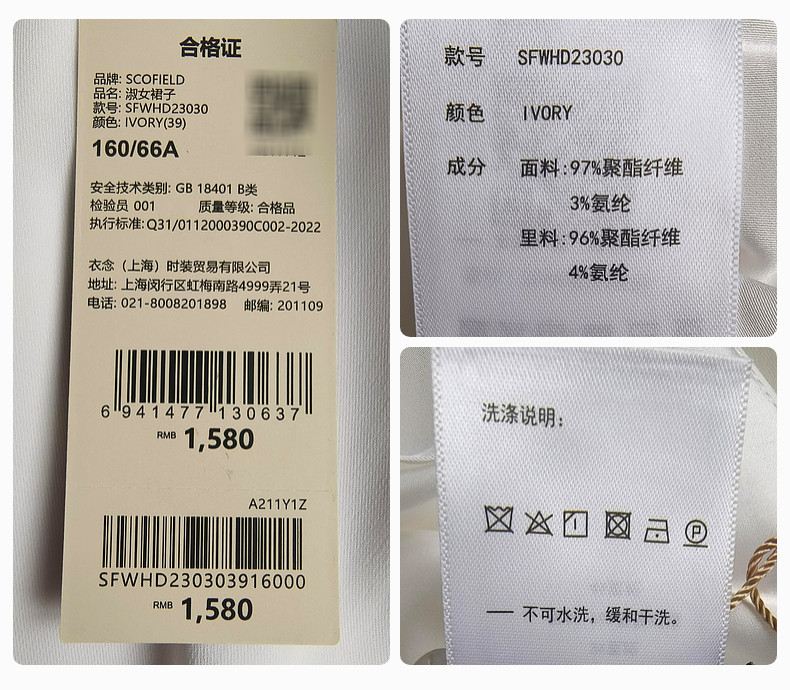 合格证
品牌: SCOFIELD
品名: 淑女裙子
款号: SFWHD23030
颜色: IVORY(39)
160/66A
安全技术类别: GB 18401 B类
检验员 001 质量等级: 合格品
执行标准: Q31/0112000390C002-2022
衣念（上海）时装贸易有限公司
地址: 上海闵行区虹梅南路4999弄21号
电话: 021-8008201898 邮编: 201109
6 941477 130637
RMB 1,580
A211Y1Z
SFWHD230303916000
RMB 1,580
款号 SFWHD23030
颜色 IVORY
成分 面料:97%聚酯纤维
3%氨纶
里料:96%聚酯纤维
4%氨纶
洗涤说明:
P
— 不可水洗，缓和干洗。